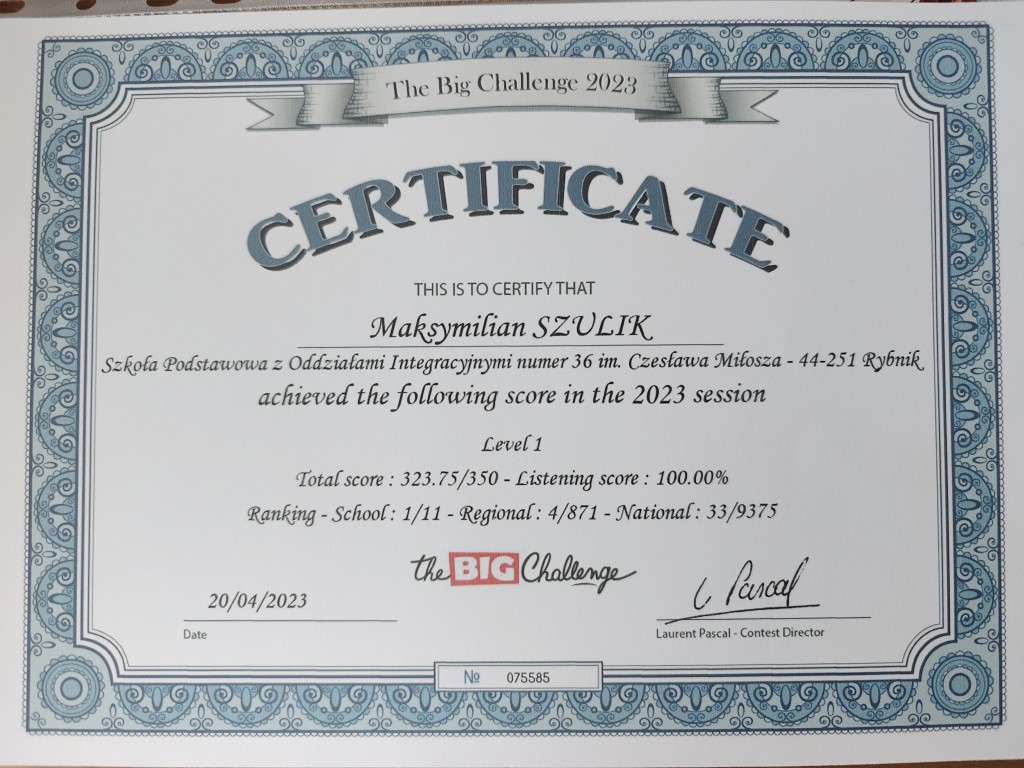 The Big Challenge 2023
CERTIFICATE
THIS IS TO CERTIFY THAT
Maksymilian SZULIK
Szkoła Podstawowa z Oddziałami Integracyjnymi numer 36 im. Czesława Miłosza - 44-251 Rybnik
achieved the following score in the 2023 session
Level 1
Total score : 323.75/350 - Listening score : 100.00%
Ranking - School : 1/11 - Regional : 4/871 - National : 33/9375
the BIG Challenge
L Pascal
20/04/2023
Date
Laurent Pascal - Contest Director
№ 075585